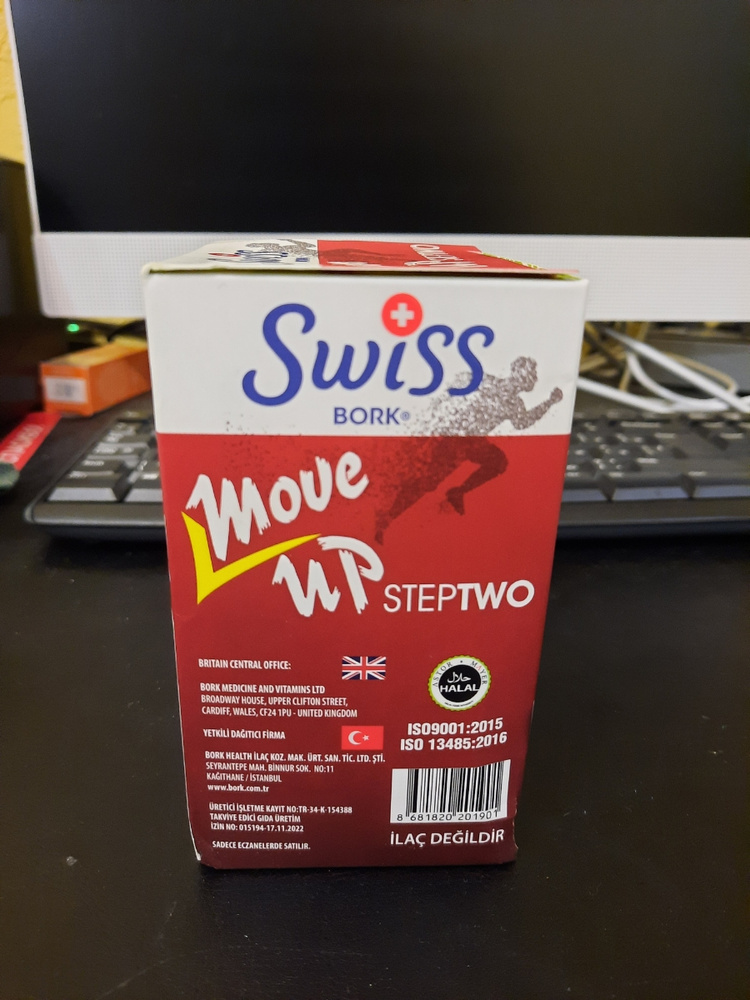 Swiss
BORK®
Move
UP STEPTWO
BRITAIN CENTRAL OFFICE:
BORK MEDICINE AND VITAMINS LTD
BROADWAY HOUSE, UPPER CLIFTON STREET,
CARDIFF, WALES, CF24 1PU - UNITED KINGDOM
YETKİLİ DAĞITICI FİRMA
BORK HEALTH İLAÇ KOZ. MAK. ÜRT. SAN. TİC. LTD. ŞTİ.
SEYRANTEPE MAH. BİNNUR SOK. NO:11
KAĞITHANE / İSTANBUL
www.bork.com.tr
ÜRETİCİ İŞLETME KAYIT NO:TR-34-K-154388
TAKVİYE EDİCİ GIDA ÜRETİM
İZİN NO: 015194-17.11.2022
SADECE ECZANELERDE SATILIR.
حلال
HALAL
ISO9001:2015
ISO 13485:2016
8 681820 201901
İLAÇ DEĞİLDİR